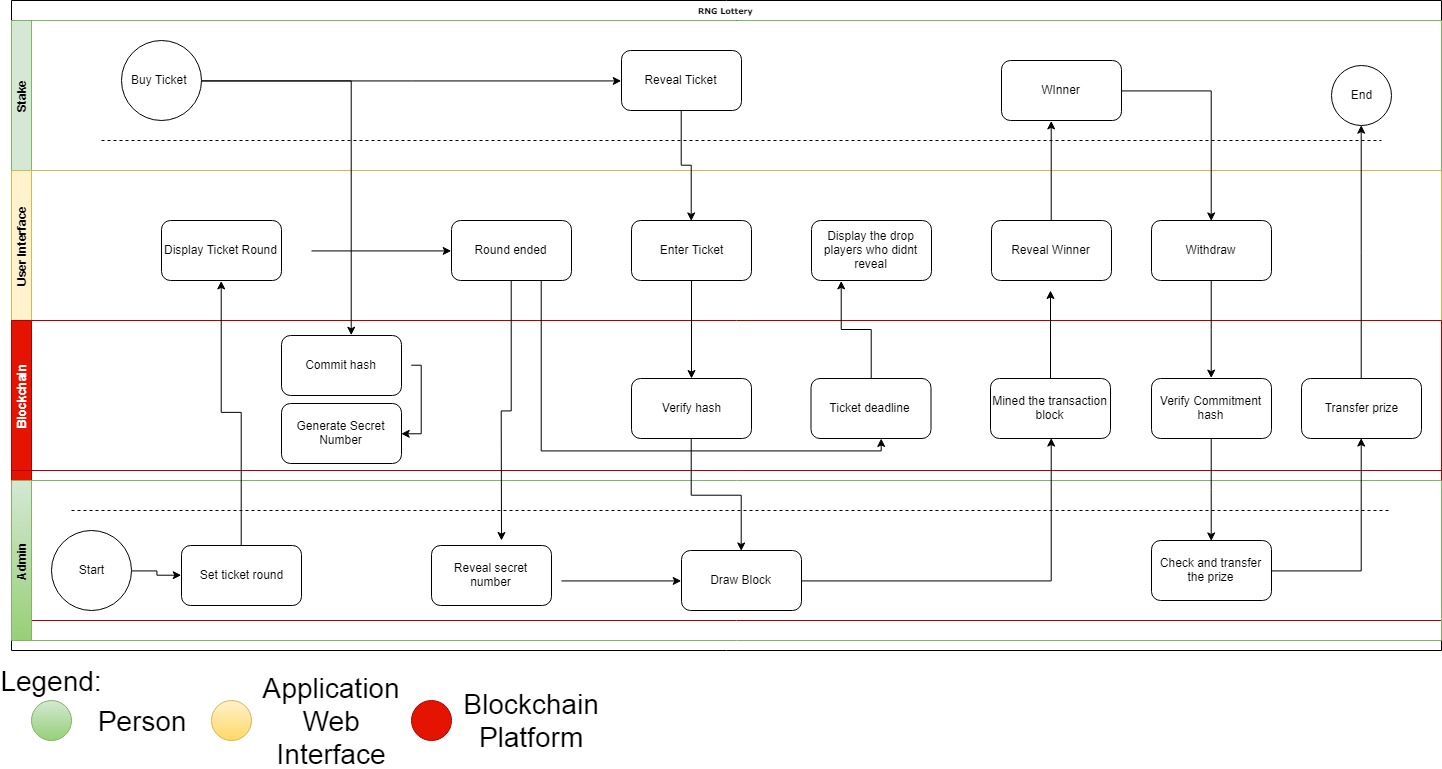 RNG Lottery
Stake
Buy Ticket
Reveal Ticket
WInner
End
User Interface
Display Ticket Round
Round ended
Enter Ticket
Display the drop
players who didnt
reveal
Reveal Winner
Withdraw
Blockchain
Commit hash
Generate Secret
Number
Verify hash
Ticket deadline
Mined the transaction
block
Verify Commitment
hash
Transfer prize
Admin
Start
Set ticket round
Reveal secret
number
Draw Block
Check and transfer
the prize
Legend:
Person
Application
Web
Interface
Blockchain
Platform